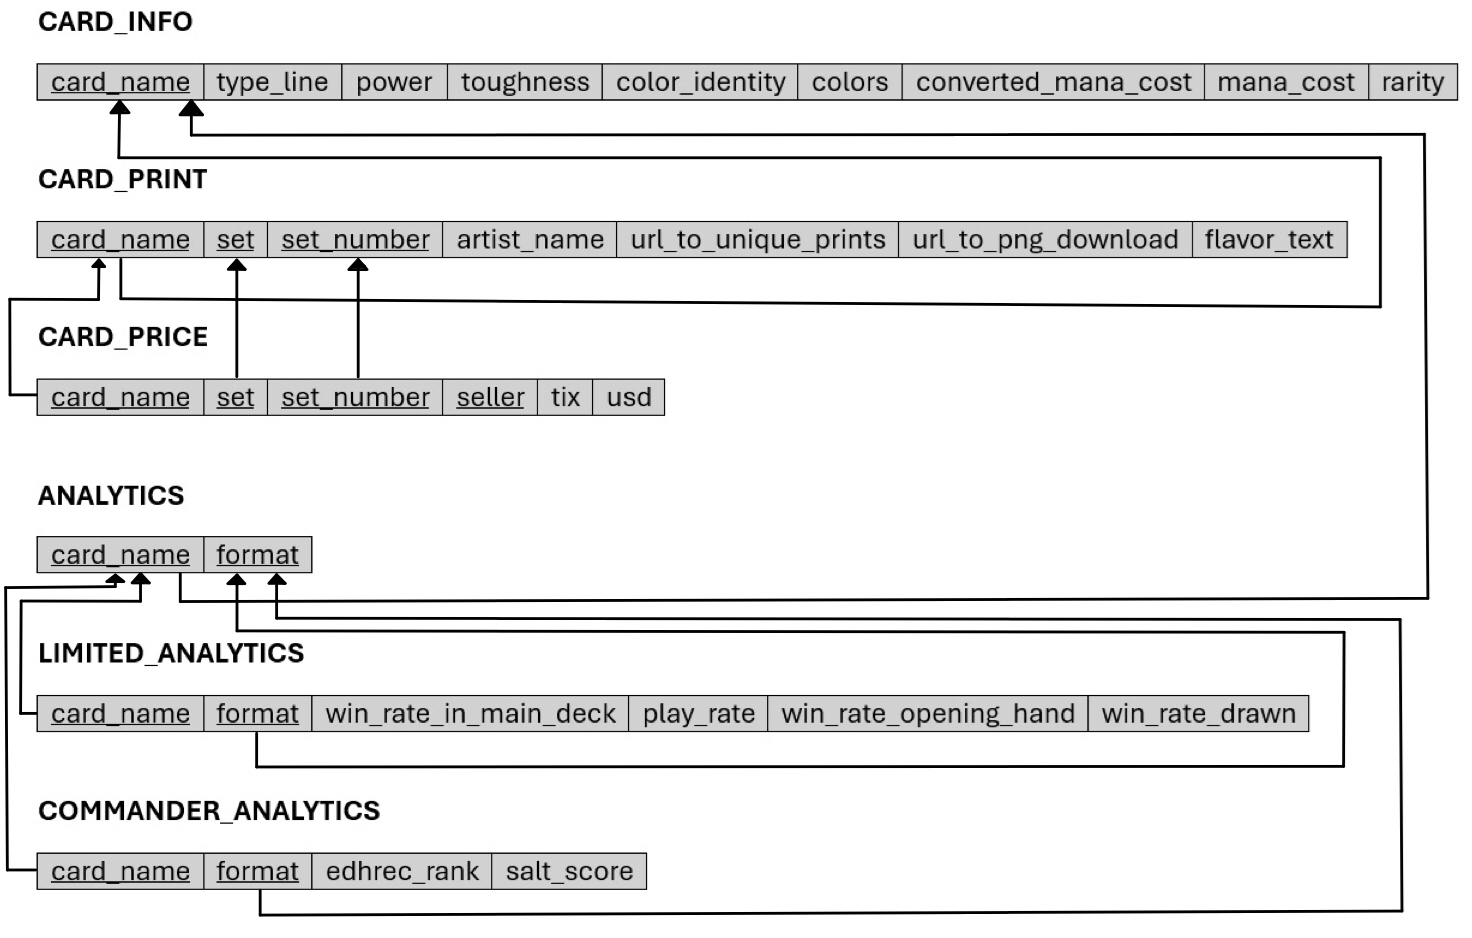 CARD_INFO
card_name type_line power toughness color_identity colors converted_mana_cost mana_cost rarity
CARD_PRINT
card_name set set_number artist_name url_to_unique_prints url_to_png_download flavor_text
CARD_PRICE
card_name set set_number seller tix usd
ANALYTICS
card_name format
LIMITED_ANALYTICS
card_name format win_rate_in_main_deck play_rate win_rate_opening_hand win_rate_drawn
COMMANDER_ANALYTICS
card_name format edhrec_rank salt_score